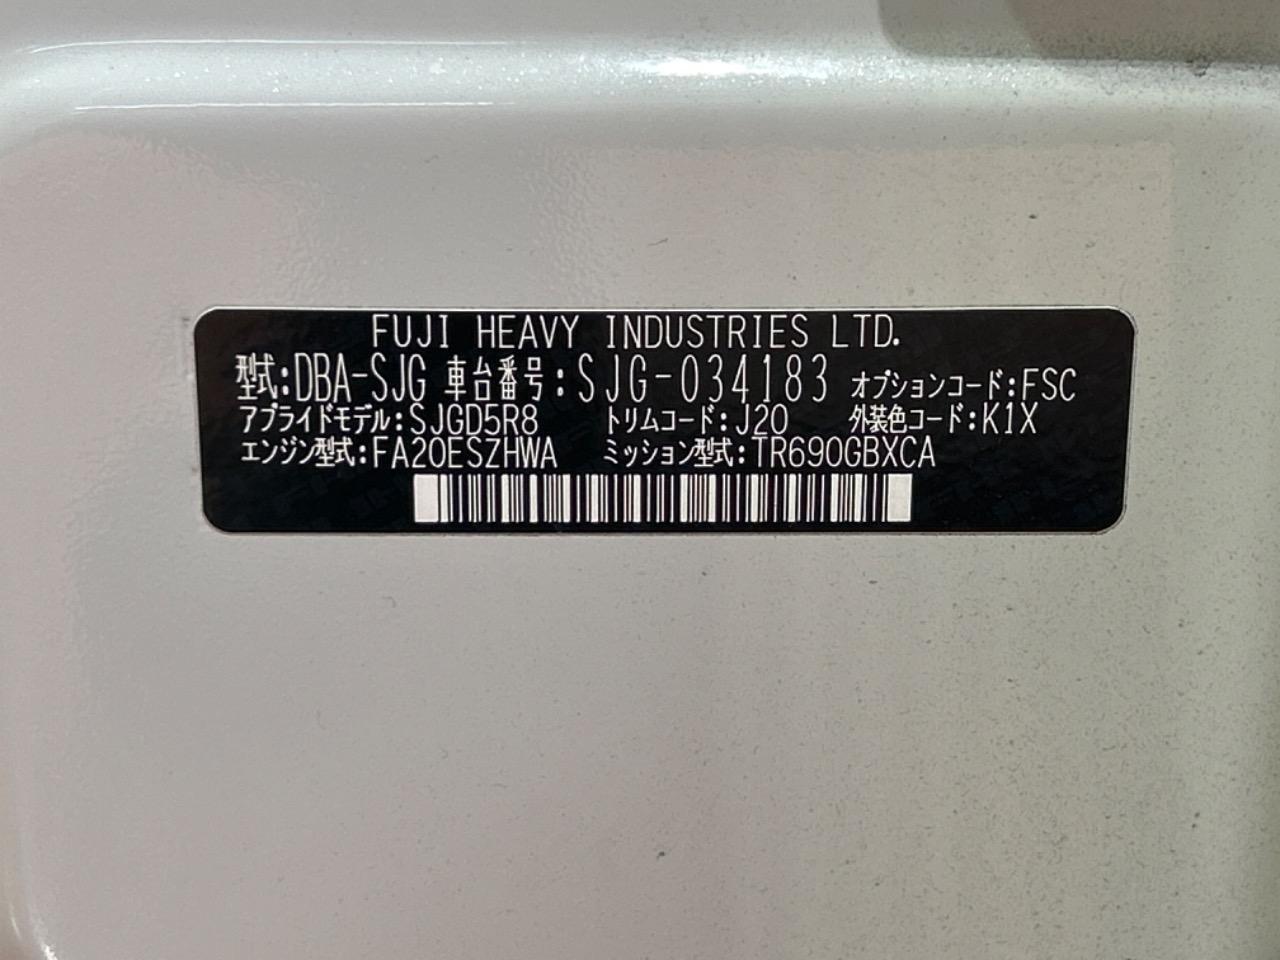 FUJI HEAVY INDUSTRIES LTD.
型式:DBA-SJG 車台番号:SJG-034183 オプションコード:FSC
アプライドモデル:SJGD5R8 トリムコード:J20 外装色コード:K1X
エンジン型式:FA20ESZHWA ミッション型式:TR690GBXCA